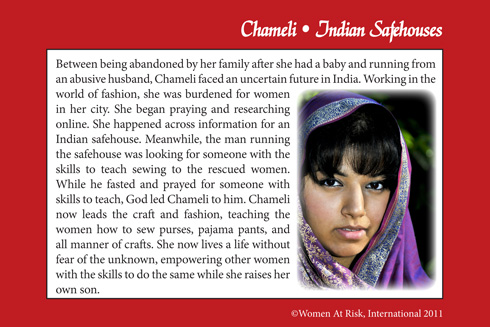 Chameli • Indian Safehouses
Between being abandoned by her family after she had a baby and running from
an abusive husband, Chameli faced an uncertain future in India. Working in the
world of fashion, she was burdened for women
in her city. She began praying and researching
online. She happened across information for an
Indian safehouse. Meanwhile, the man running
the safehouse was looking for someone with the
skills to teach sewing to the rescued women.
While he fasted and prayed for someone with
skills to teach, God led Chameli to him. Chameli
now leads the craft and fashion, teaching the
women how to sew purses, pajama pants, and
all manner of crafts. She now lives a life without
fear of the unknown, empowering other women
with the skills to do the same while she raises her
own son.
©Women At Risk, International 2011